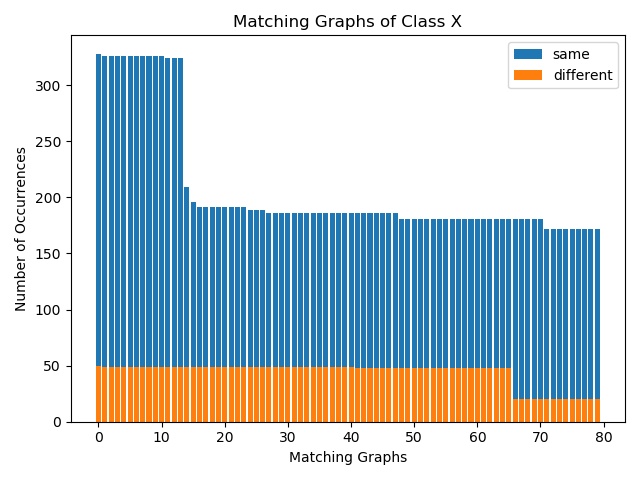 Matching Graphs of Class X
same
different
Number of Occurrences
300
250
200
150
100
50
0
0 10 20 30 40 50 60 70 80
Matching Graphs